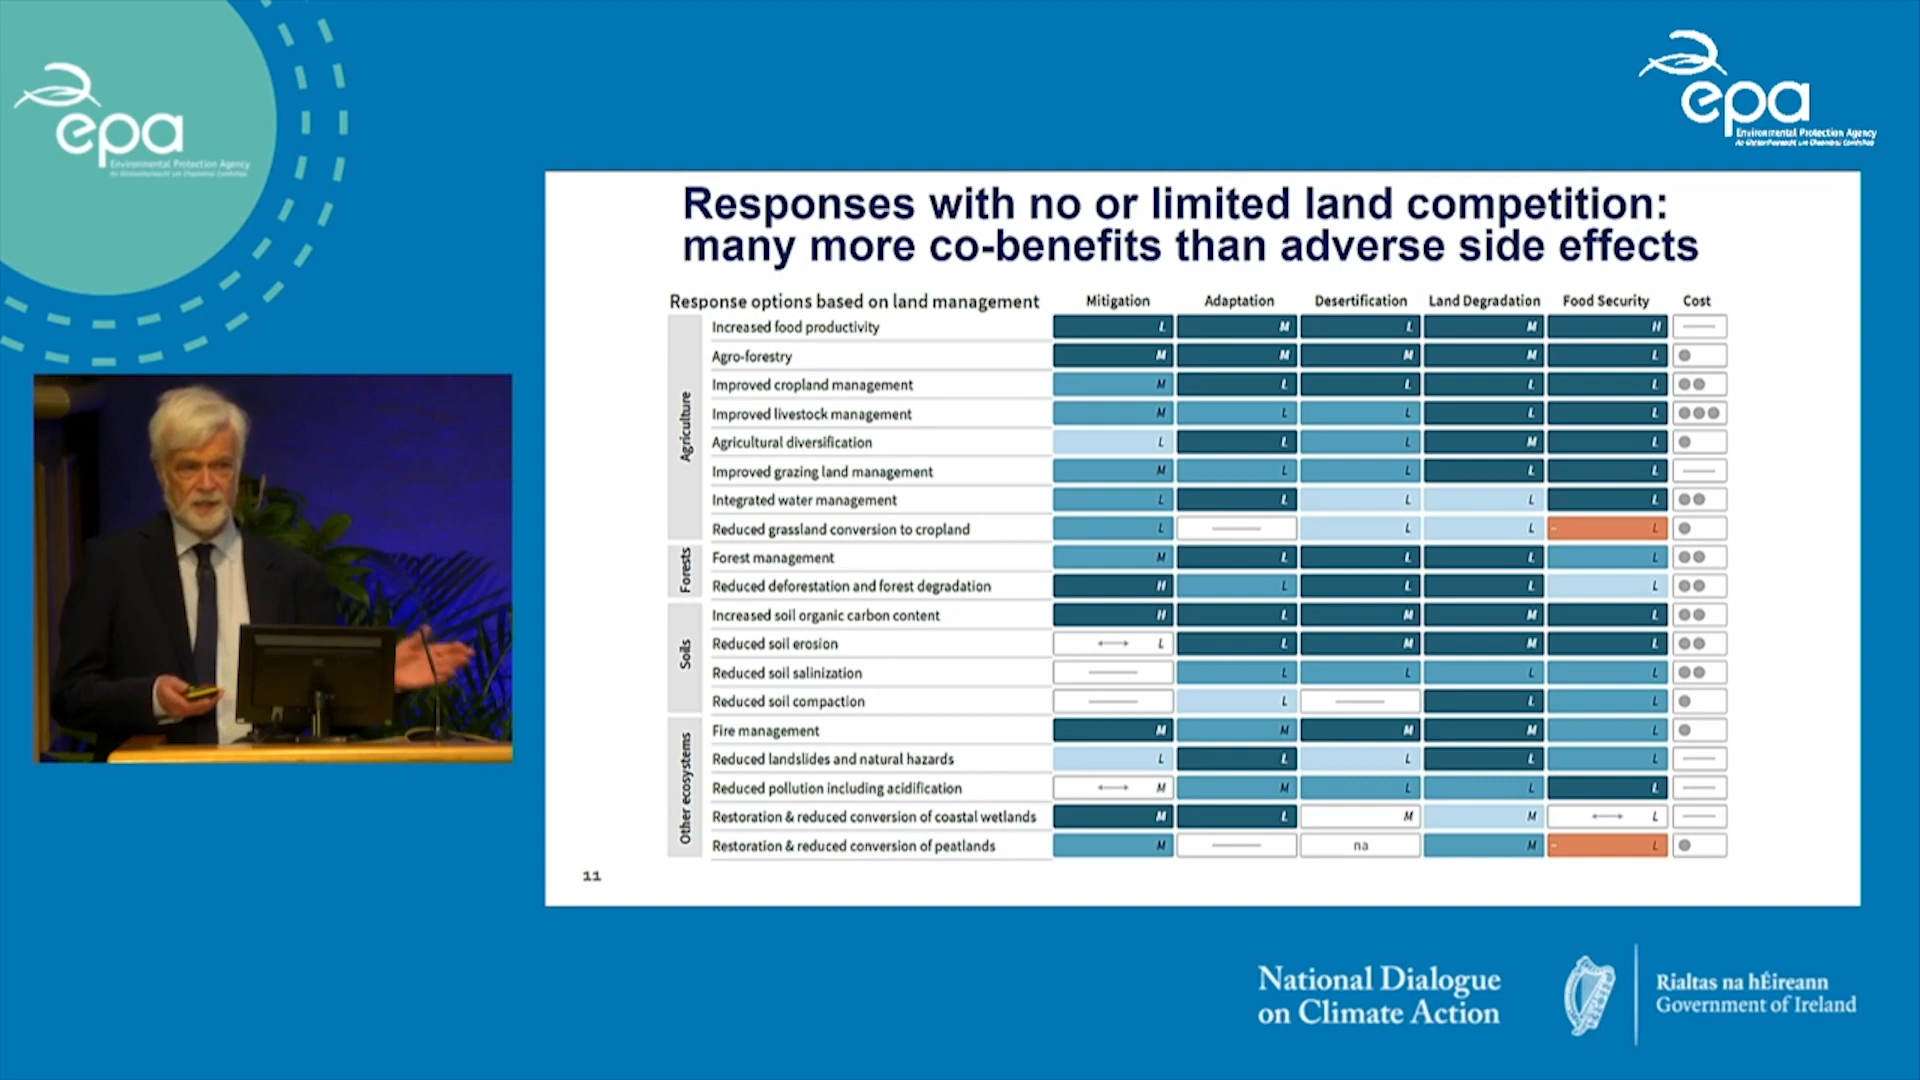 epa
Environmental Protection Agency
An Ghníomhaireacht um Chaomhnú Comhshaoil
epa
Environmental Protection Agency
An Ghníomhaireacht um Chaomhnú Comhshaoil
Responses with no or limited land competition:
many more co-benefits than adverse side effects
Response options based on land management Mitigation Adaptation Desertification Land Degradation Food Security Cost
Agriculture
Increased food productivity L M L M H
Agro-forestry M M M M L
Improved cropland management M L L L L
Improved livestock management M L L L L
Agricultural diversification L L L M L
Improved grazing land management M L L L L
Integrated water management L L L L L
Reduced grassland conversion to cropland L L L - L
Forests
Forest management M L L L L
Reduced deforestation and forest degradation H L L L L
Soils
Increased soil organic carbon content H L M M L
Reduced soil erosion L L M M L
Reduced soil salinization L L L L
Reduced soil compaction L L L
Other ecosystems
Fire management M M M M L
Reduced landslides and natural hazards L L L L L
Reduced pollution including acidification M M L L L
Restoration & reduced conversion of coastal wetlands M L M M L
Restoration & reduced conversion of peatlands M na M - L
11
National Dialogue
on Climate Action
Rialtas na hÉireann
Government of Ireland